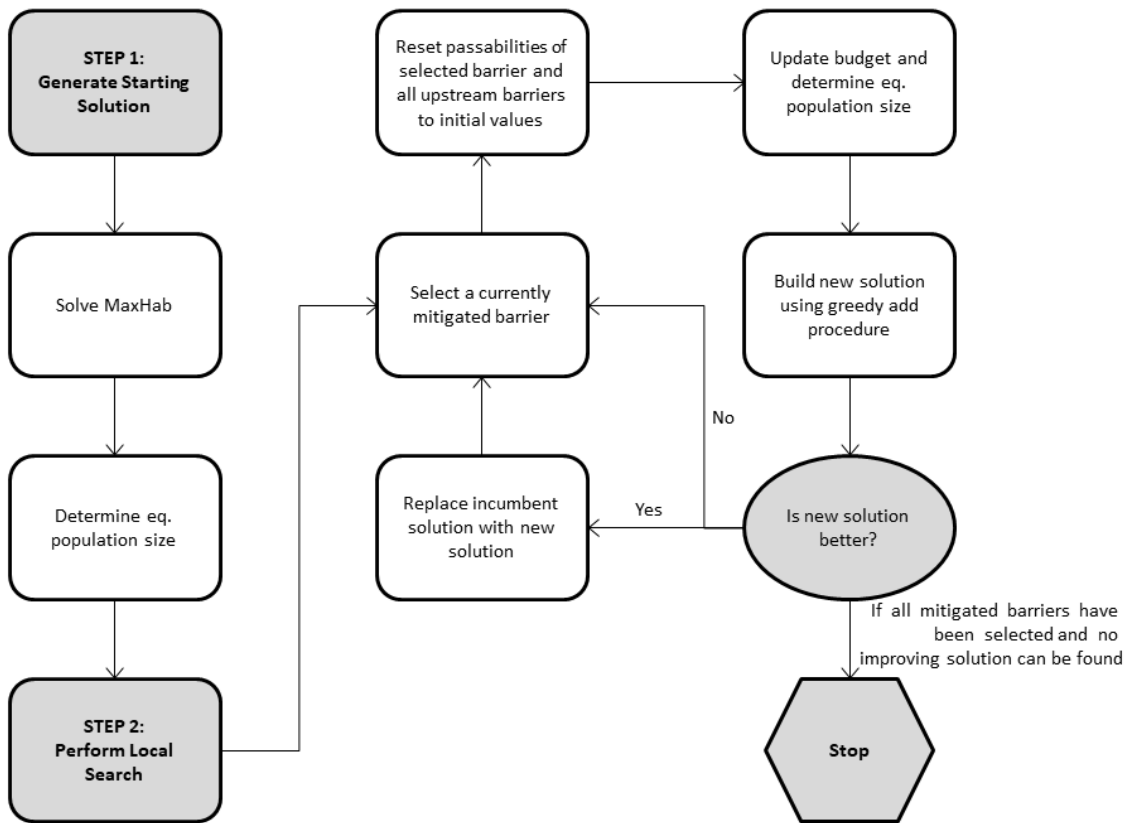 STEP 1:
Generate Starting
Solution
Solve MaxHab
Determine eq.
population size
STEP 2:
Perform Local
Search
Select a currently
mitigated barrier
Reset passabilities of
selected barrier and
all upstream barriers
to initial values
Update budget and
determine eq.
population size
Build new solution
using greedy add
procedure
Is new solution
better?
No
Yes
Replace incumbent
solution with new
solution
If all mitigated barriers have
been selected and no
improving solution can be found
Stop